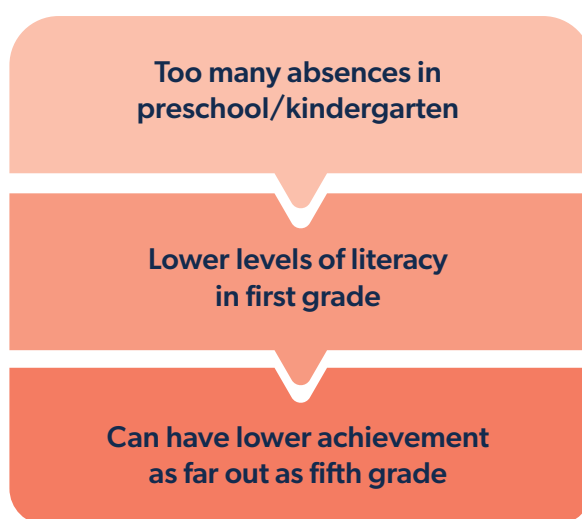 Too many absences in
preschool/kindergarten
Lower levels of literacy
in first grade
Can have lower achievement
as far out as fifth grade